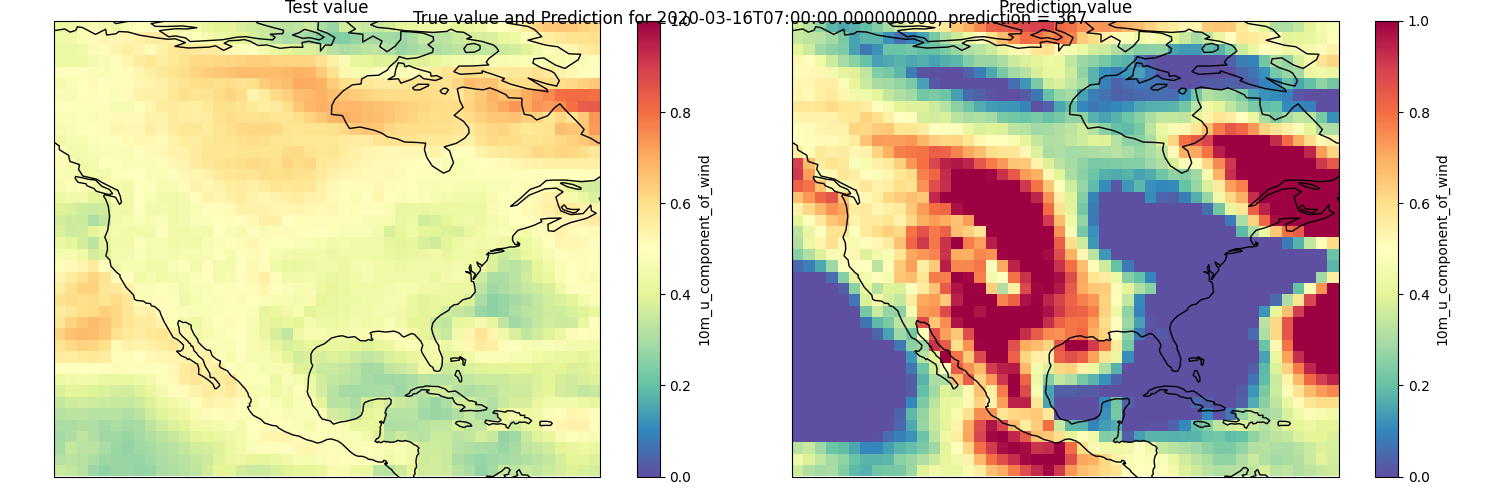 True value and Prediction for 2020-03-16T07:00:00.000000000, prediction = 367
Test value
Prediction value
1.0
0.8
0.6
0.4
0.2
0.0
10m_u_component_of_wind
1.0
0.8
0.6
0.4
0.2
0.0
10m_u_component_of_wind